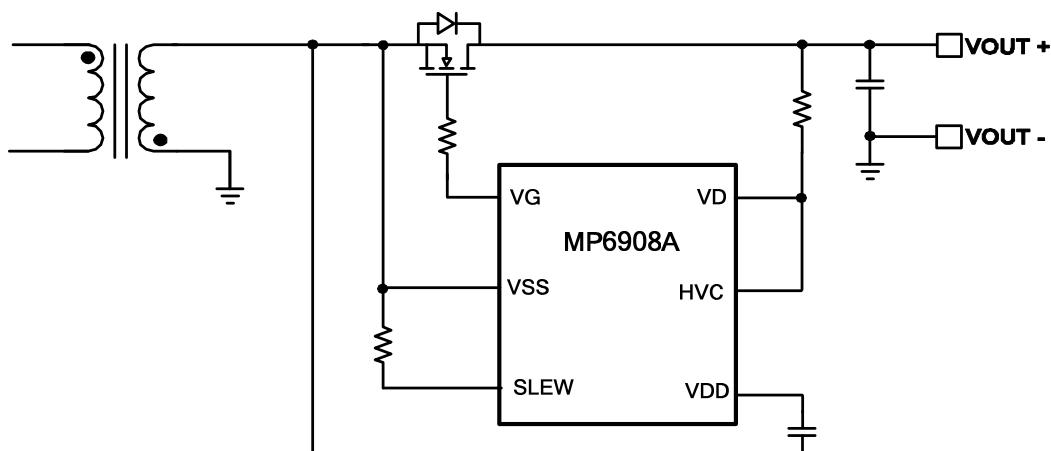 VOUT +
VOUT -
VG
VD
MP6908A
VSS
HVC
SLEW
VDD